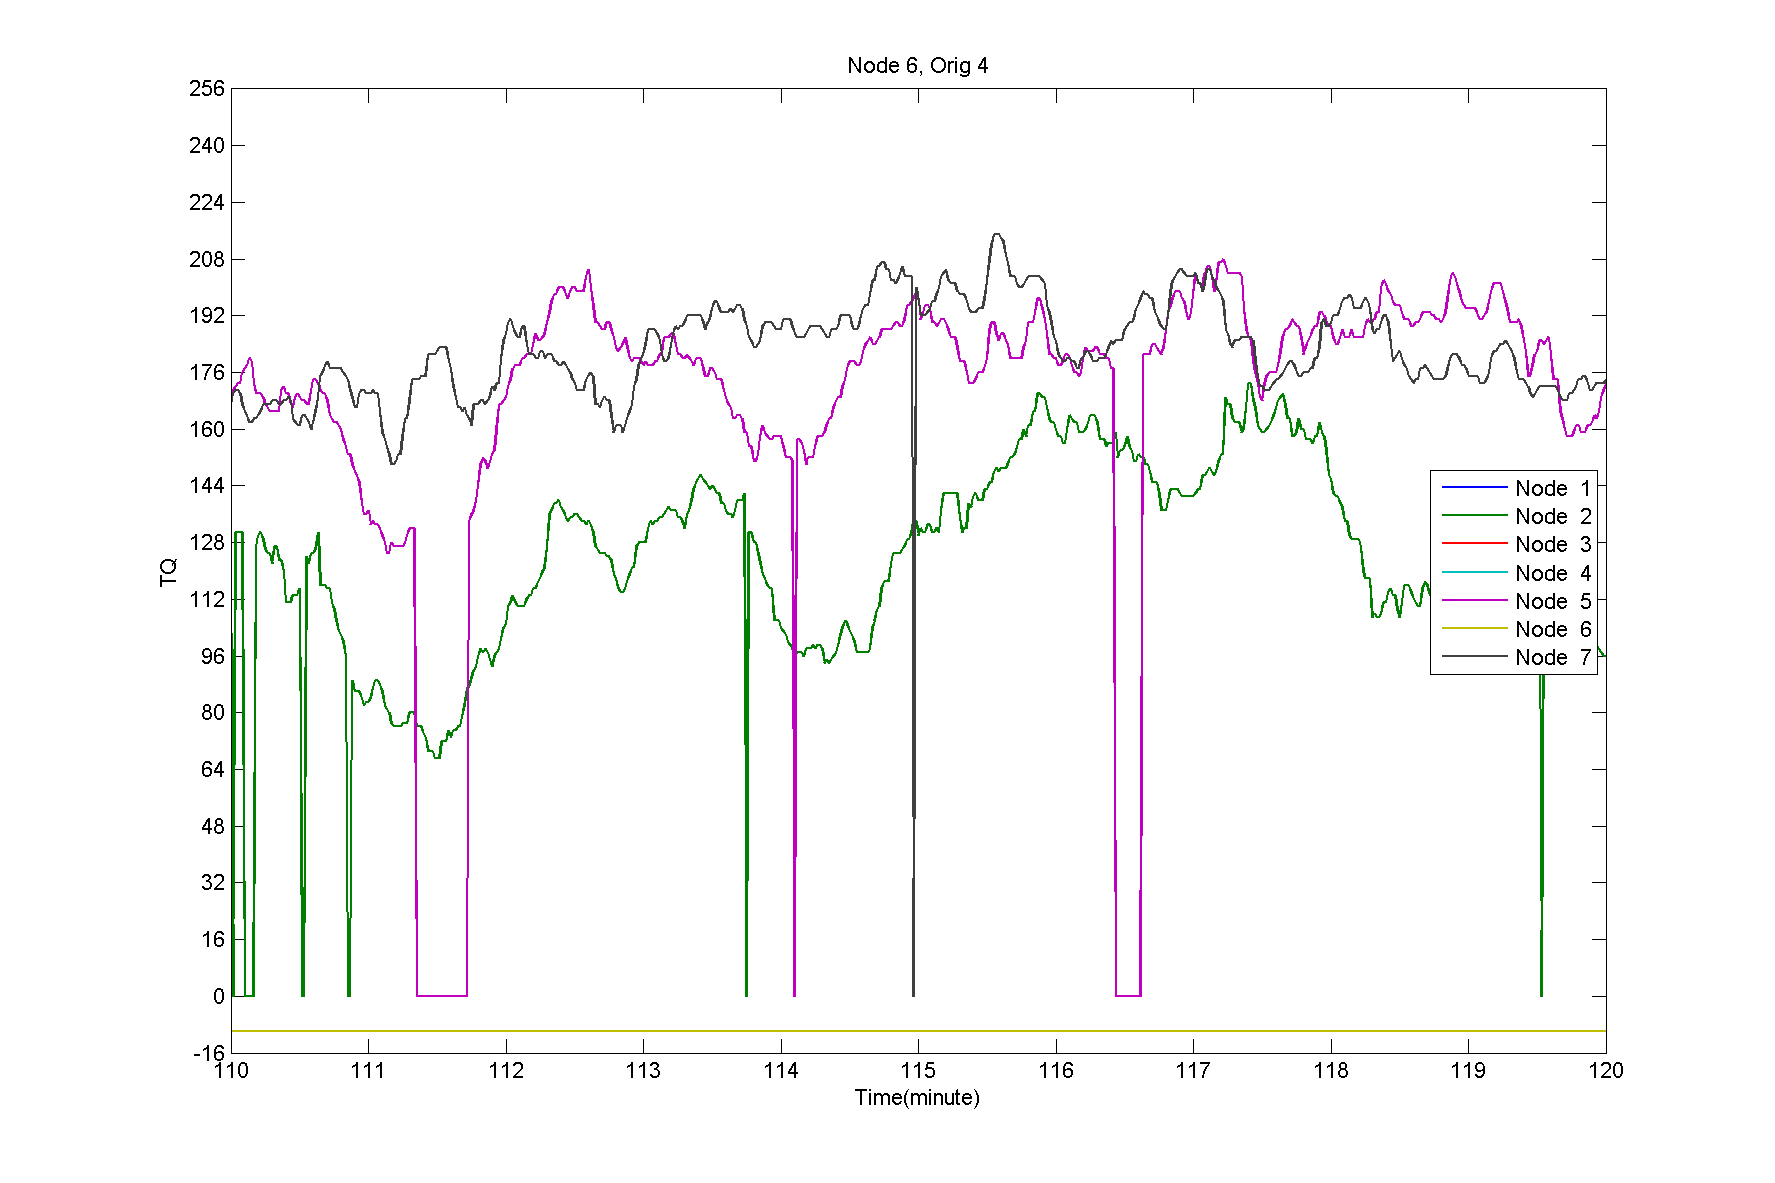 Node 6, Orig 4
256
240
224
208
192
176
160
144
128
112
96
80
64
48
32
16
0
-16
TQ
110 111 112 113 114 115 116 117 118 119 120
Time(minute)
Node 1
Node 2
Node 3
Node 4
Node 5
Node 6
Node 7